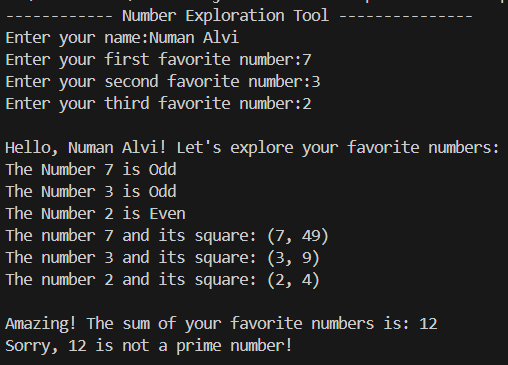 ------------ Number Exploration Tool ---------------
Enter your name:Numan Alvi
Enter your first favorite number:7
Enter your second favorite number:3
Enter your third favorite number:2

Hello, Numan Alvi! Let's explore your favorite numbers:
The Number 7 is Odd
The Number 3 is Odd
The Number 2 is Even
The number 7 and its square: (7, 49)
The number 3 and its square: (3, 9)
The number 2 and its square: (2, 4)

Amazing! The sum of your favorite numbers is: 12
Sorry, 12 is not a prime number!